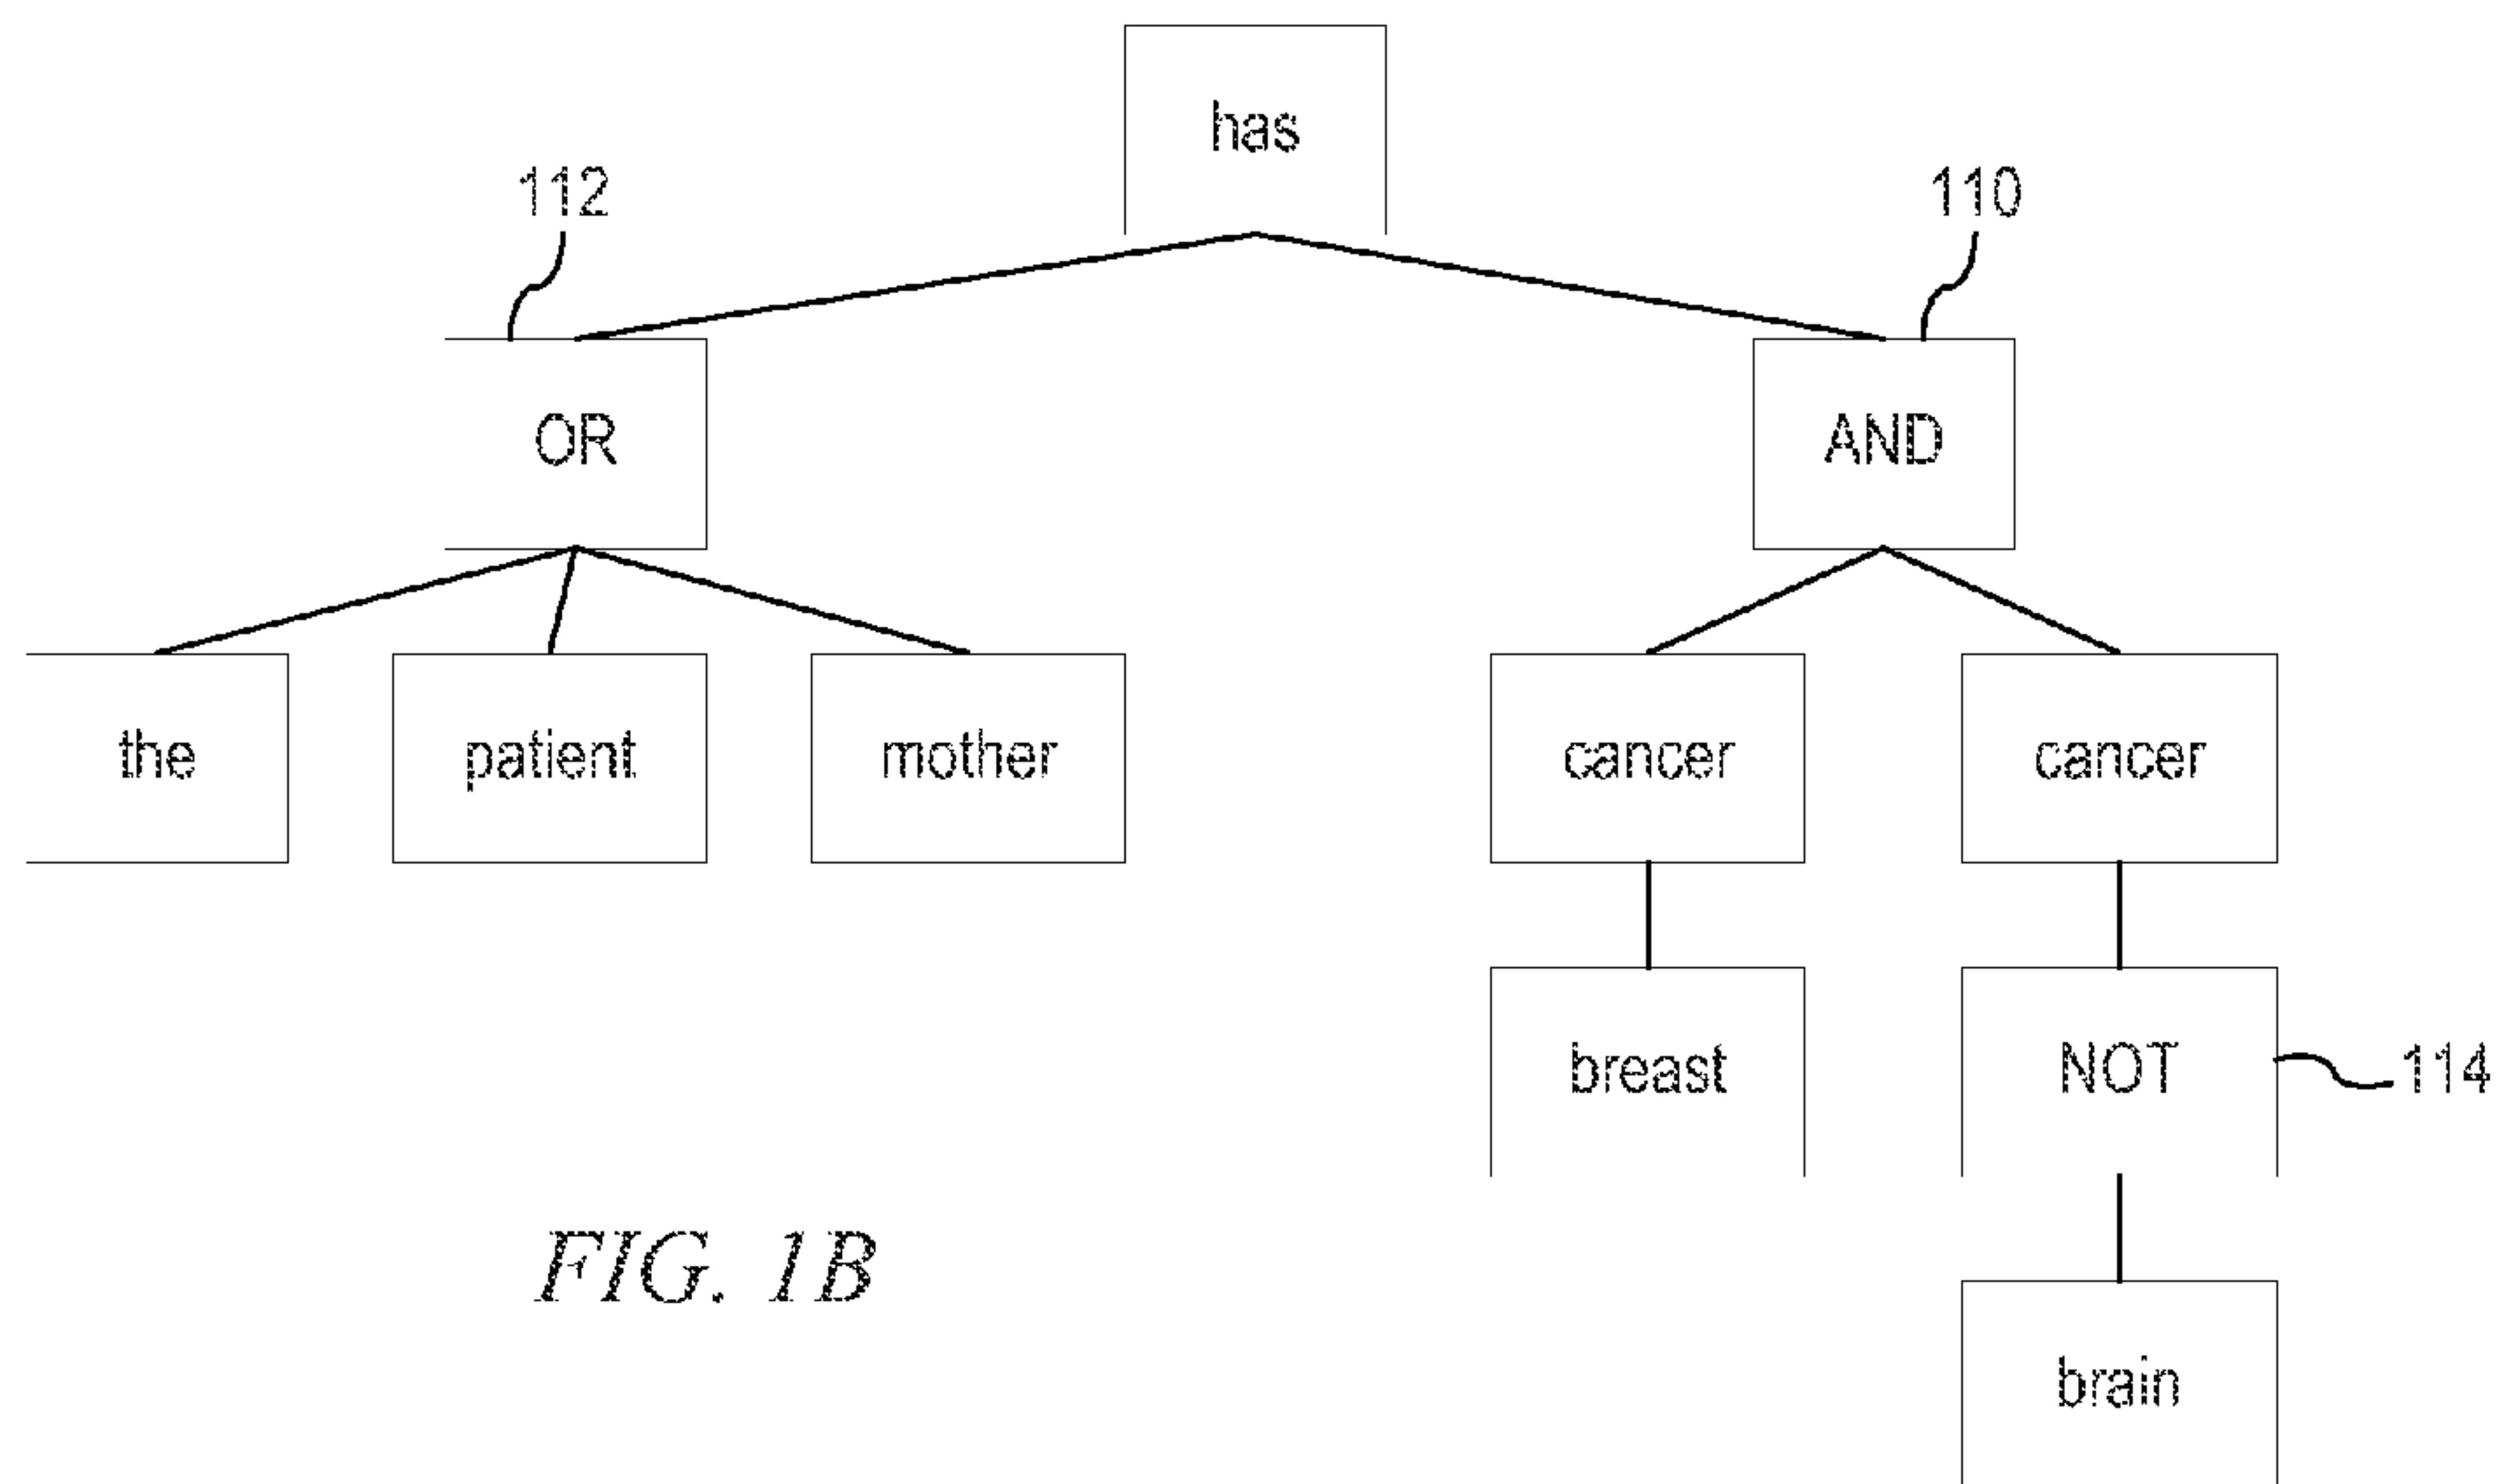 has
112
110
OR
AND
the
patient
mother
cancer
cancer
breast
NOT
114
FIG. 1B
brain